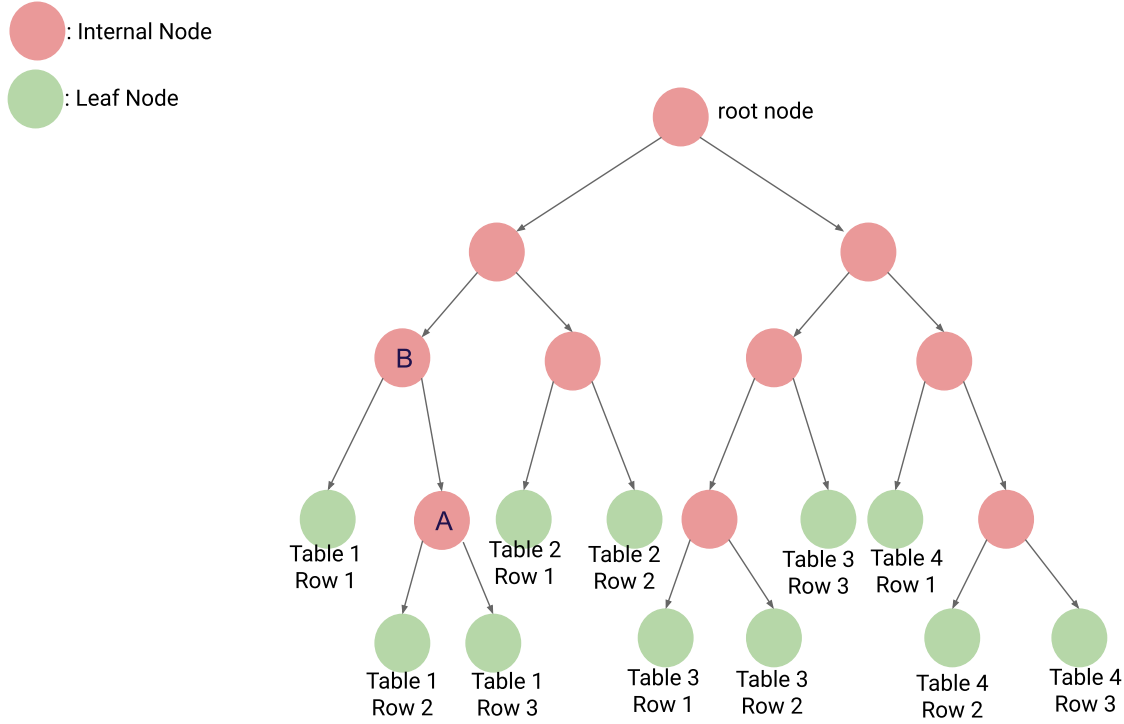 : Internal Node
: Leaf Node
root node
B
A
Table 1
Row 1
Table 2
Row 1
Table 2
Row 2
Table 3
Row 3
Table 4
Row 1
Table 1
Row 2
Table 1
Row 3
Table 3
Row 1
Table 3
Row 2
Table 4
Row 2
Table 4
Row 3